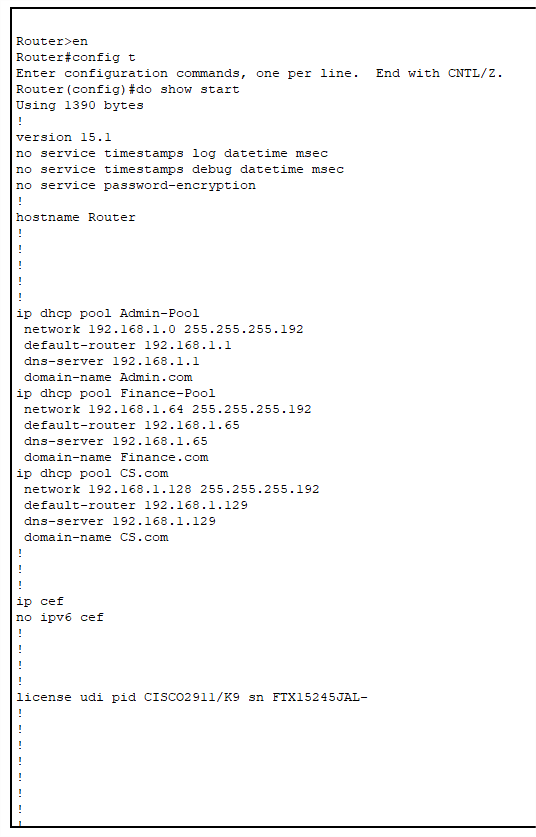 Router>en
Router#config t
Enter configuration commands, one per line.  End with CNTL/Z.
Router(config)#do show start
Using 1390 bytes
!
version 15.1
no service timestamps log datetime msec
no service timestamps debug datetime msec
no service password-encryption
!
hostname Router
!
!
!
!
!
ip dhcp pool Admin-Pool
 network 192.168.1.0 255.255.255.192
 default-router 192.168.1.1
 dns-server 192.168.1.1
 domain-name Admin.com
ip dhcp pool Finance-Pool
 network 192.168.1.64 255.255.255.192
 default-router 192.168.1.65
 dns-server 192.168.1.65
 domain-name Finance.com
ip dhcp pool CS.com
 network 192.168.1.128 255.255.255.192
 default-router 192.168.1.129
 dns-server 192.168.1.129
 domain-name CS.com
!
!
!
ip cef
no ipv6 cef
!
!
!
!
license udi pid CISCO2911/K9 sn FTX15245JAL-
!
!
!
!
!
!
!
!